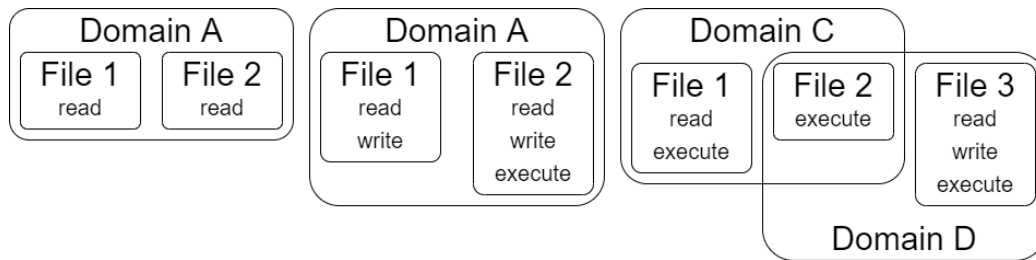 Domain A
File 1
read
File 2
read
Domain A
File 1
read
write
File 2
read
write
execute
Domain C
File 1
read
execute
File 2
execute
File 3
read
write
execute
Domain D